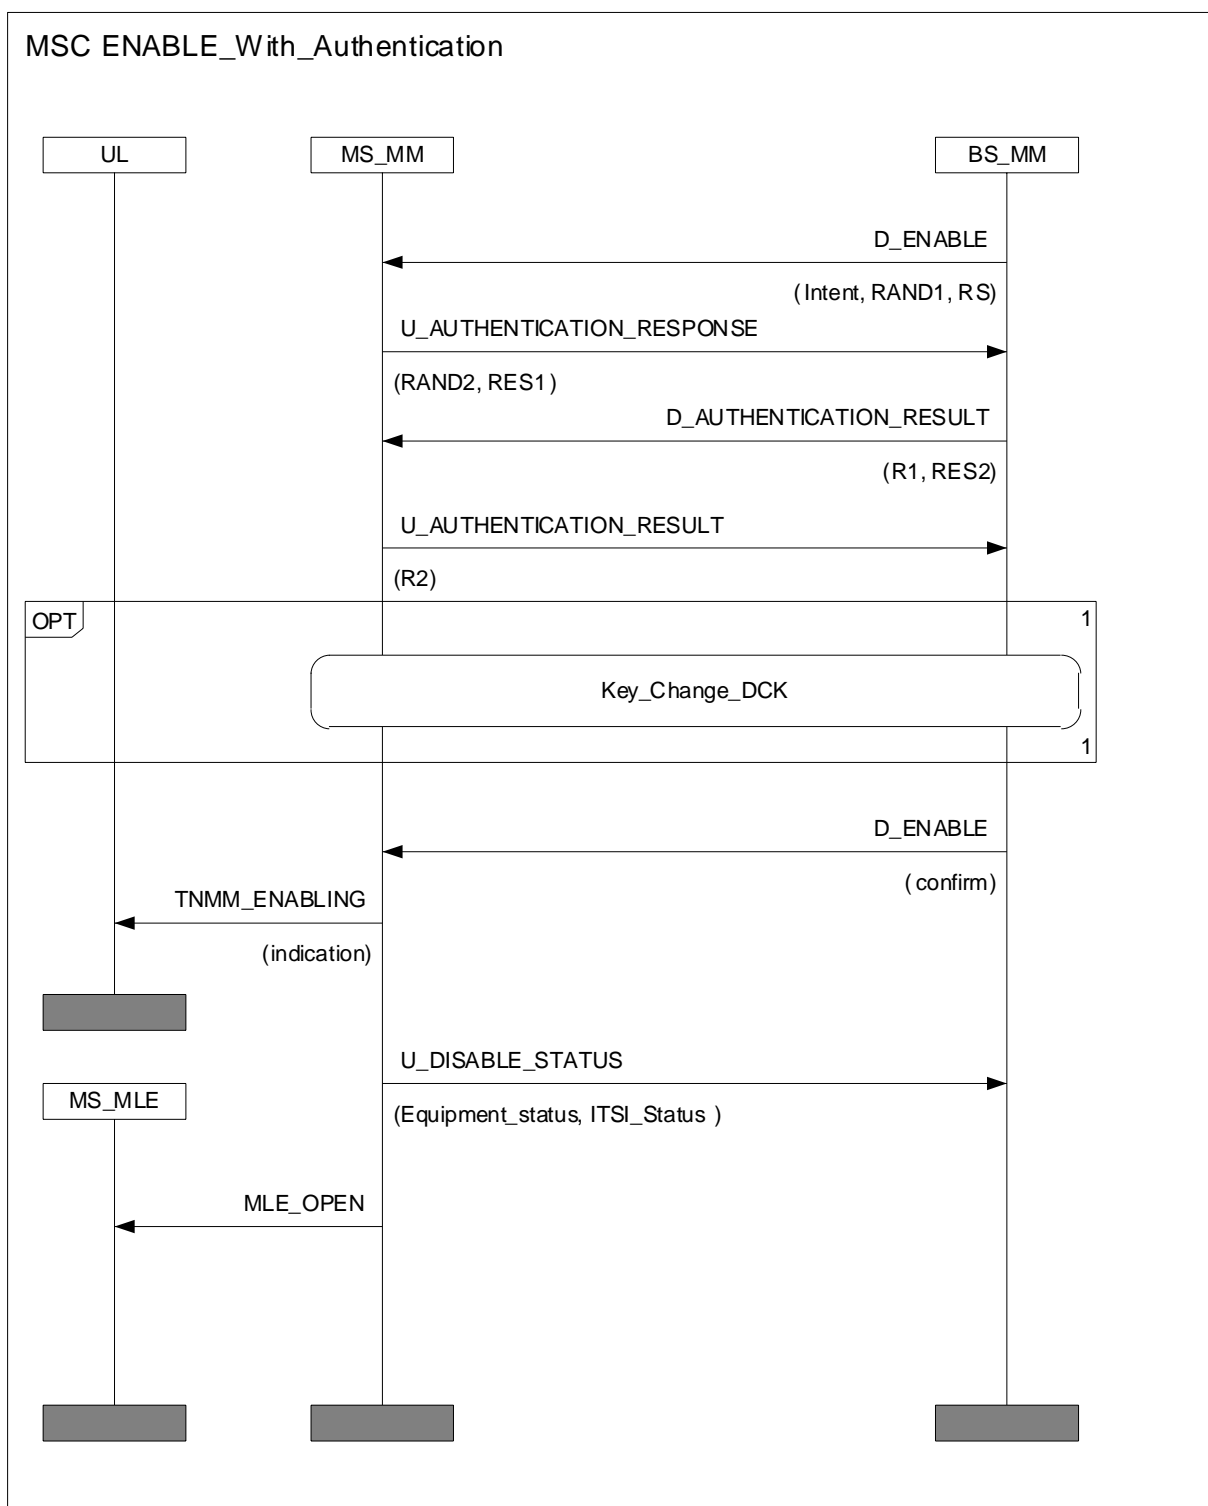 MSC ENABLE_With_Authentication
UL
MS_MM
BS_MM
D_ENABLE
(Intent, RAND1, RS)
U_AUTHENTICATION_RESPONSE
(RAND2, RES1)
D_AUTHENTICATION_RESULT
(R1, RES2)
U_AUTHENTICATION_RESULT
(R2)
OPT
1
Key_Change_DCK
1
D_ENABLE
(confirm)
TNMM_ENABLING
(indication)
U_DISABLE_STATUS
MS_MLE
(Equipment_status, ITSI_Status )
MLE_OPEN